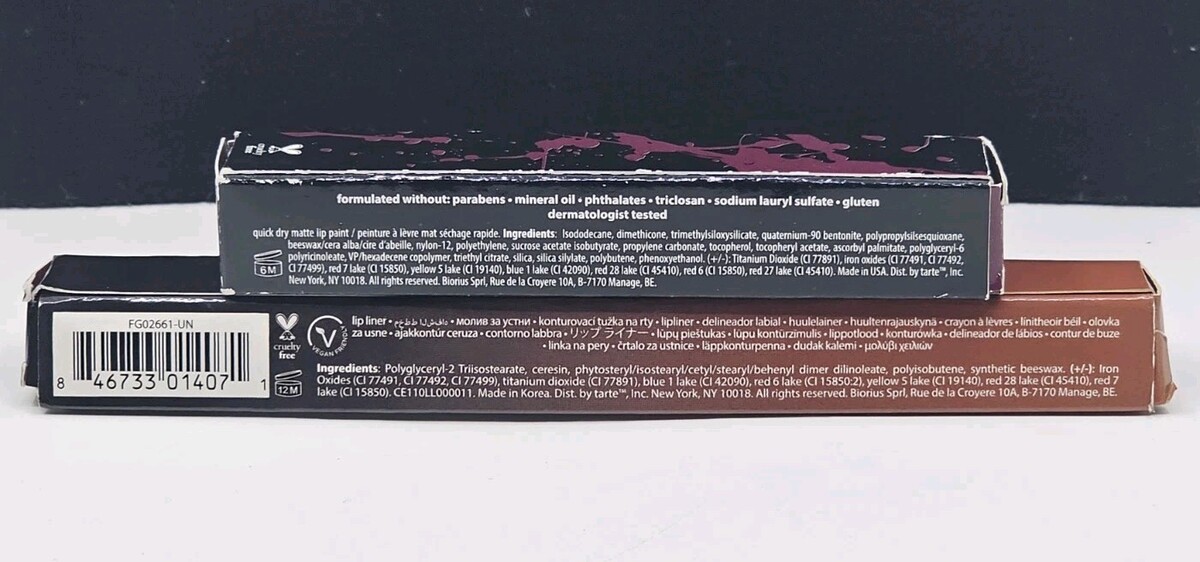 formulated without: parabens • mineral oil • phthalates • triclosan • sodium lauryl sulfate • gluten
dermatologist tested
quick dry matte lip paint / peinture à lèvre mat séchage rapide. Ingredients: Isododecane, dimethicone, trimethylsiloxysilicate, quaternium-90 bentonite, polypropylsilsesquioxane,
beeswax/cera alba/cire d'abeille, nylon-12, polyethylene, sucrose acetate isobutyrate, propylene carbonate, tocopherol, tocopheryl acetate, ascorbyl palmitate, polyglyceryl-6
polyricinoleate, VP/hexadecene copolymer, triethyl citrate, silica, silica silylate, polybutene, phenoxyethanol. (+/-): Titanium Dioxide (CI 77891), iron oxides (CI 77491, CI 77492,
CI 77499), red 7 lake (CI 15850), yellow 5 lake (CI 19140), blue 1 lake (CI 42090), red 28 lake (CI 45410), red 6 (CI 15850), red 27 lake (CI 45410). Made in USA. Dist. by tarte™, Inc.
New York, NY 10018. All rights reserved. Biorius Sprl, Rue de la Croyere 10A, B-7170 Manage, BE.
6 M
FG02661-UN
8 46733 01407 1
cruelty
free
VEGAN FRIENDLY
12 M
lip liner • • молив за устни • konturovací tužka na rty • lipliner • delineador labial • huulelainer • huultenrajauskynä • crayon à lèvres • línitheoir béil • olovka
za usne • ajakkontúr ceruza • contorno labbra • リップ ライナー • lūpų pieštukas • lūpu kontūrzīmulis • lippotlood • konturówka • delineador de lábios • contur de buze
• linka na pery • črtalo za ustnice • läppkonturpenna • dudak kalemi • μολύβι χειλιών
Ingredients: Polyglyceryl-2 Triisostearate, ceresin, phytosteryl/isostearyl/cetyl/stearyl/behenyl dimer dilinoleate, polyisobutene, synthetic beeswax. (+/-): Iron
Oxides (CI 77491, CI 77492, CI 77499), titanium dioxide (CI 77891), blue 1 lake (CI 42090), red 6 lake (CI 15850:2), yellow 5 lake (CI 19140), red 28 lake (CI 45410), red 7
lake (CI 15850). CE110LL000011. Made in Korea. Dist. by tarte™, Inc. New York, NY 10018. All rights reserved. Biorius Sprl, Rue de la Croyere 10A, B-7170 Manage, BE.